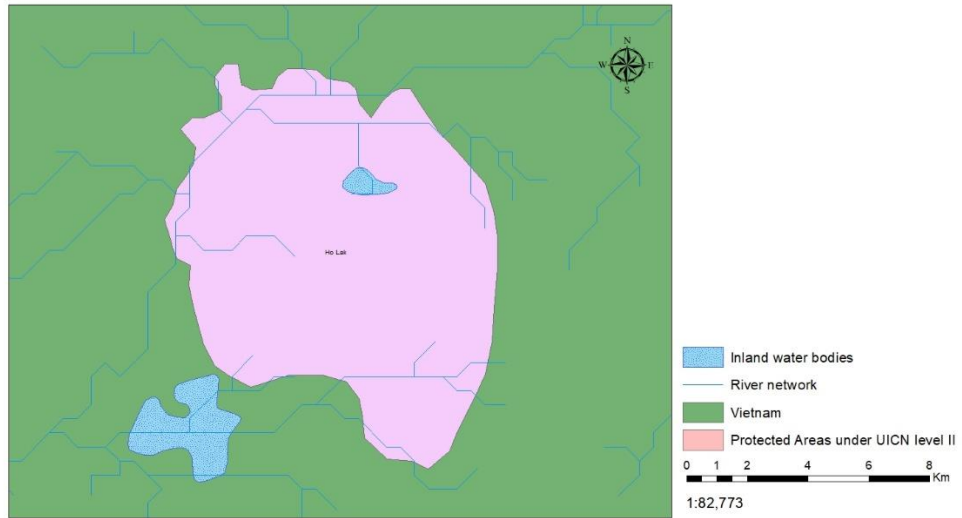 N
W E
S
Ho Lak
Inland water bodies
River network
Vietnam
Protected Areas under UICN level II
0 1 2 4 6 8
Km
1:82,773